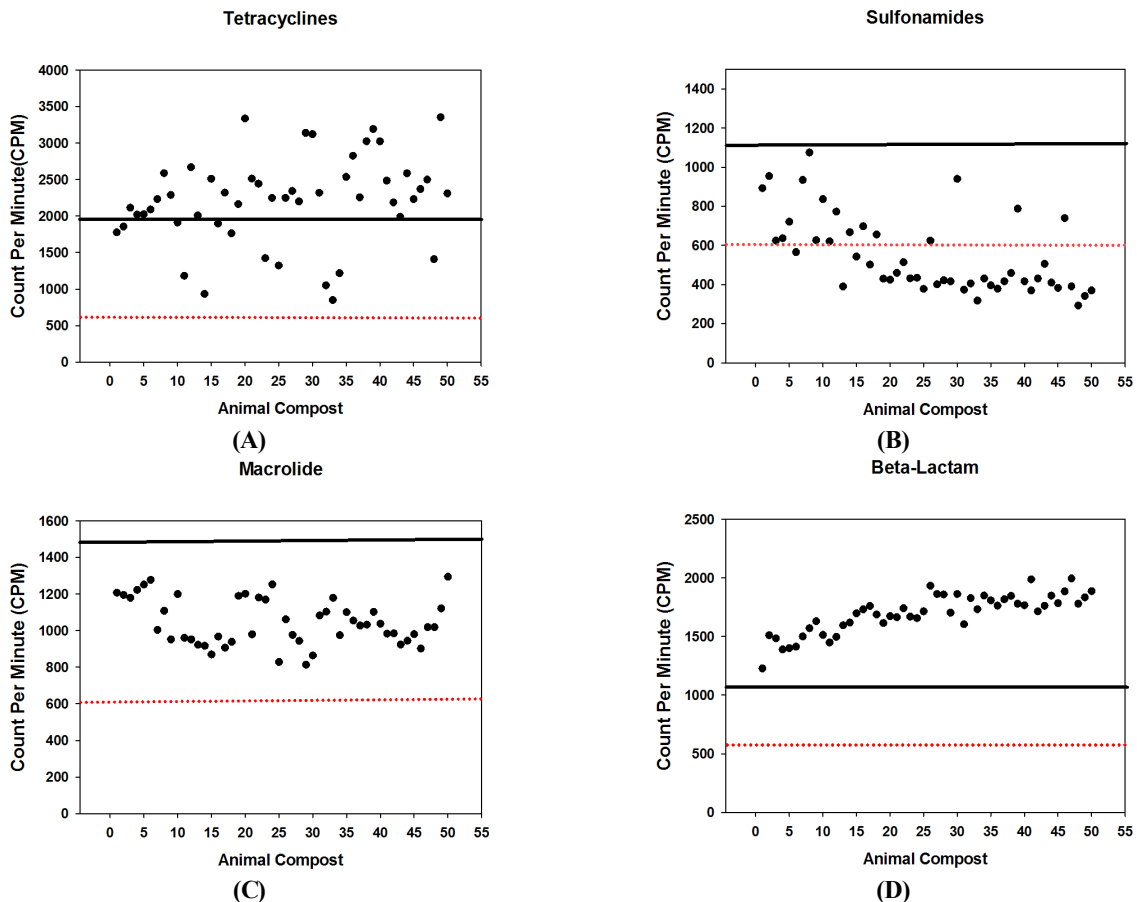 Tetracyclines
Count Per Minute(CPM)
4000
3500
3000
2500
2000
1500
1000
500
0
0 5 10 15 20 25 30 35 40 45 50 55
Animal Compost
(A)
Sulfonamides
Count Per Minute (CPM)
1400
1200
1000
800
600
400
200
0
0 5 10 15 20 25 30 35 40 45 50 55
Animal Compost
(B)
Macrolide
Count Per Minute (CPM)
1600
1400
1200
1000
800
600
400
200
0
0 5 10 15 20 25 30 35 40 45 50 55
Animal Compost
(C)
Beta-Lactam
Count Per Minute (CPM)
2500
2000
1500
1000
500
0
0 5 10 15 20 25 30 35 40 45 50 55
Animal Compost
(D)